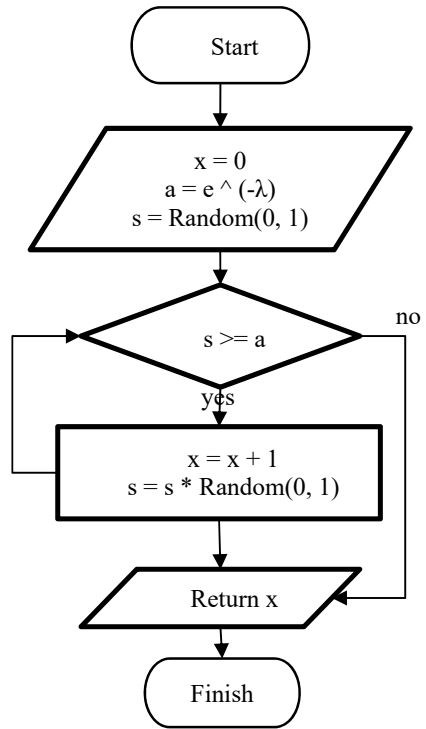 Start
x = 0
a = e ^ (-λ)
s = Random(0, 1)
s >= a
no
yes
x = x + 1
s = s * Random(0, 1)
Return x
Finish